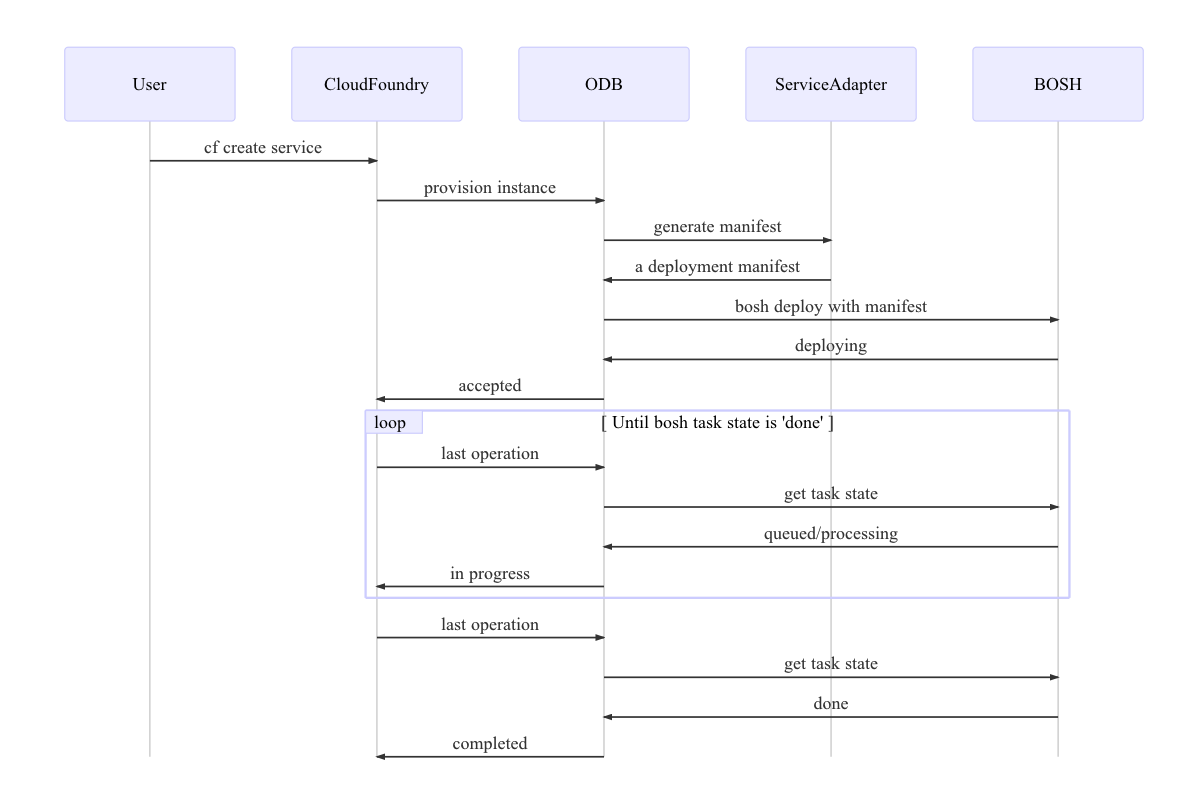 User
CloudFoundry
ODB
ServiceAdapter
BOSH
cf create service
provision instance
generate manifest
a deployment manifest
bosh deploy with manifest
deploying
accepted
loop
[ Until bosh task state is 'done' ]
last operation
get task state
queued/processing
in progress
last operation
get task state
done
completed